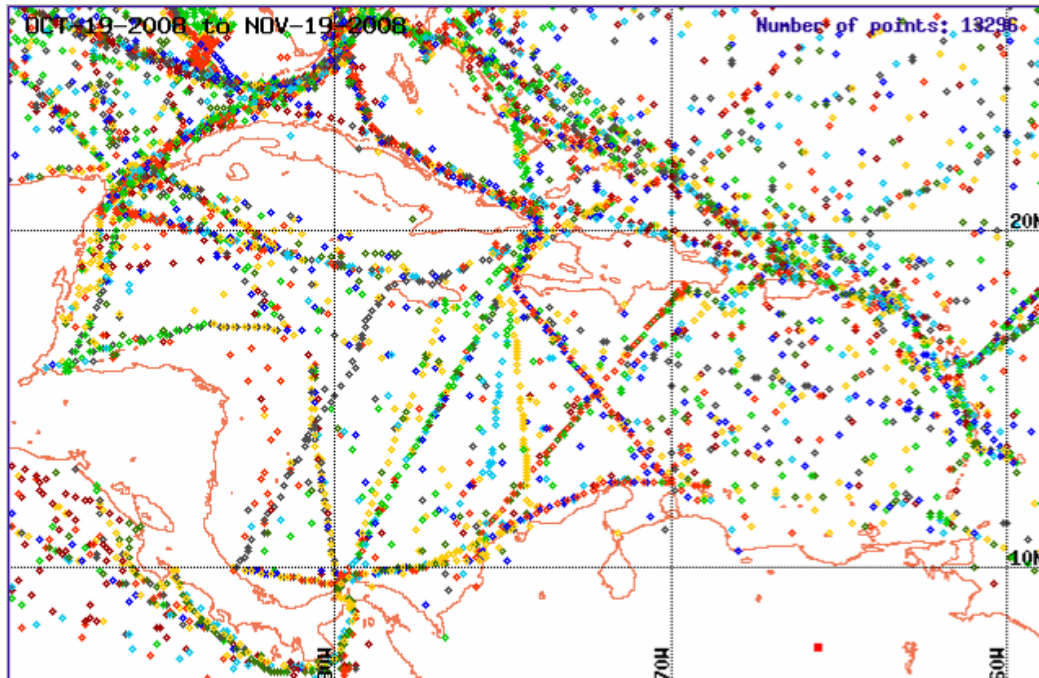 OCT-19-2008 to NOV-19-2008
Number of points: 13296
20N
10N
80W
70W
60W